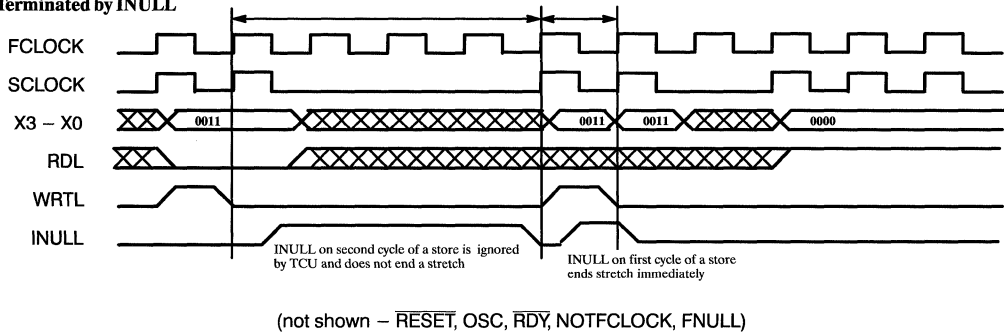 Terminated by INULL
FCLOCK
SCLOCK
X3 – X0 0011 0011 0011 0000
RDL
WRTL
INULL
INULL on second cycle of a store is ignored
by TCU and does not end a stretch
INULL on first cycle of a store
ends stretch immediately
(not shown – RESET, OSC, RDY, NOTFCLOCK, FNULL)